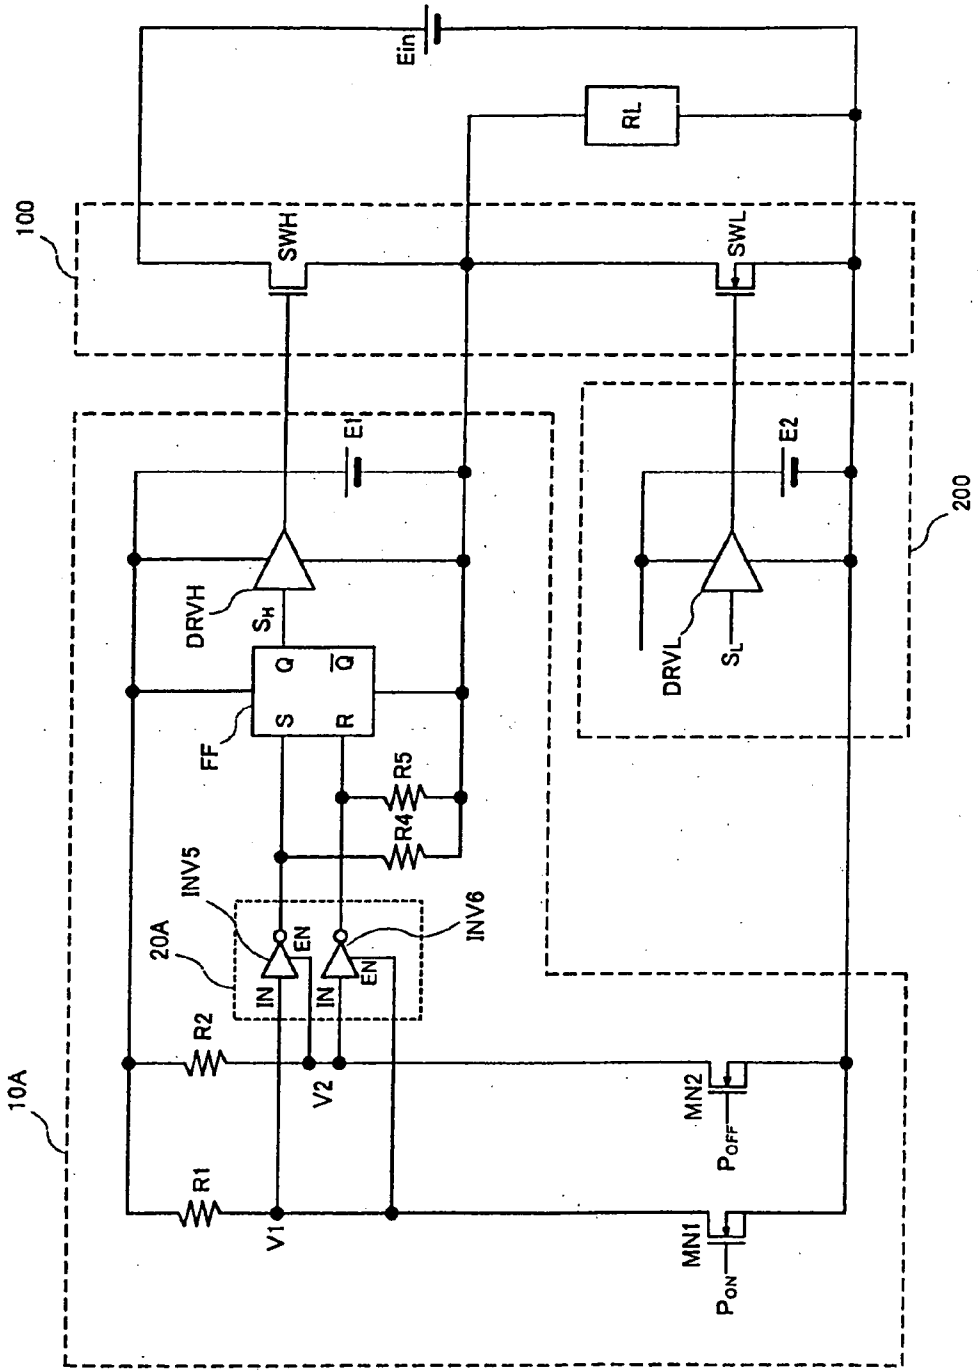 10A
100
R1
R2
20A
INV5
IN
EN
IN
EN
INV6
V1
V2
R4
R5
FF
S
Q
R
Q̅
SH
DRVH
E1
SWH
Ein
RL
SWL
DRVL
SL
E2
200
MN1
PON
MN2
POFF